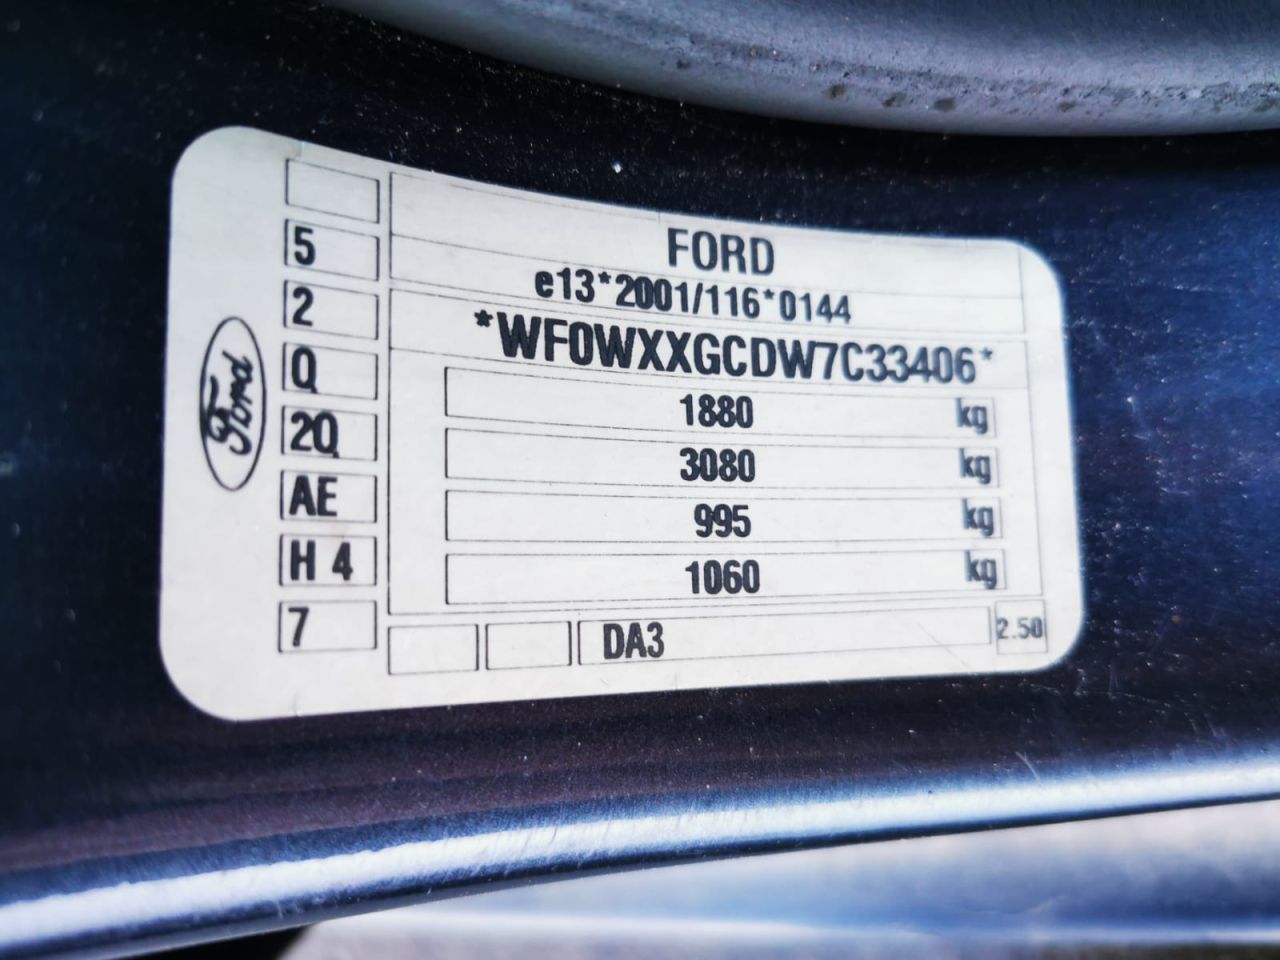 Ford
5
2
Q
2Q
AE
H 4
7
FORD
e13*2001/116*0144
*WF0WXXGCDW7C33406*
1880 kg
3080 kg
995 kg
1060 kg
DA3 2.50